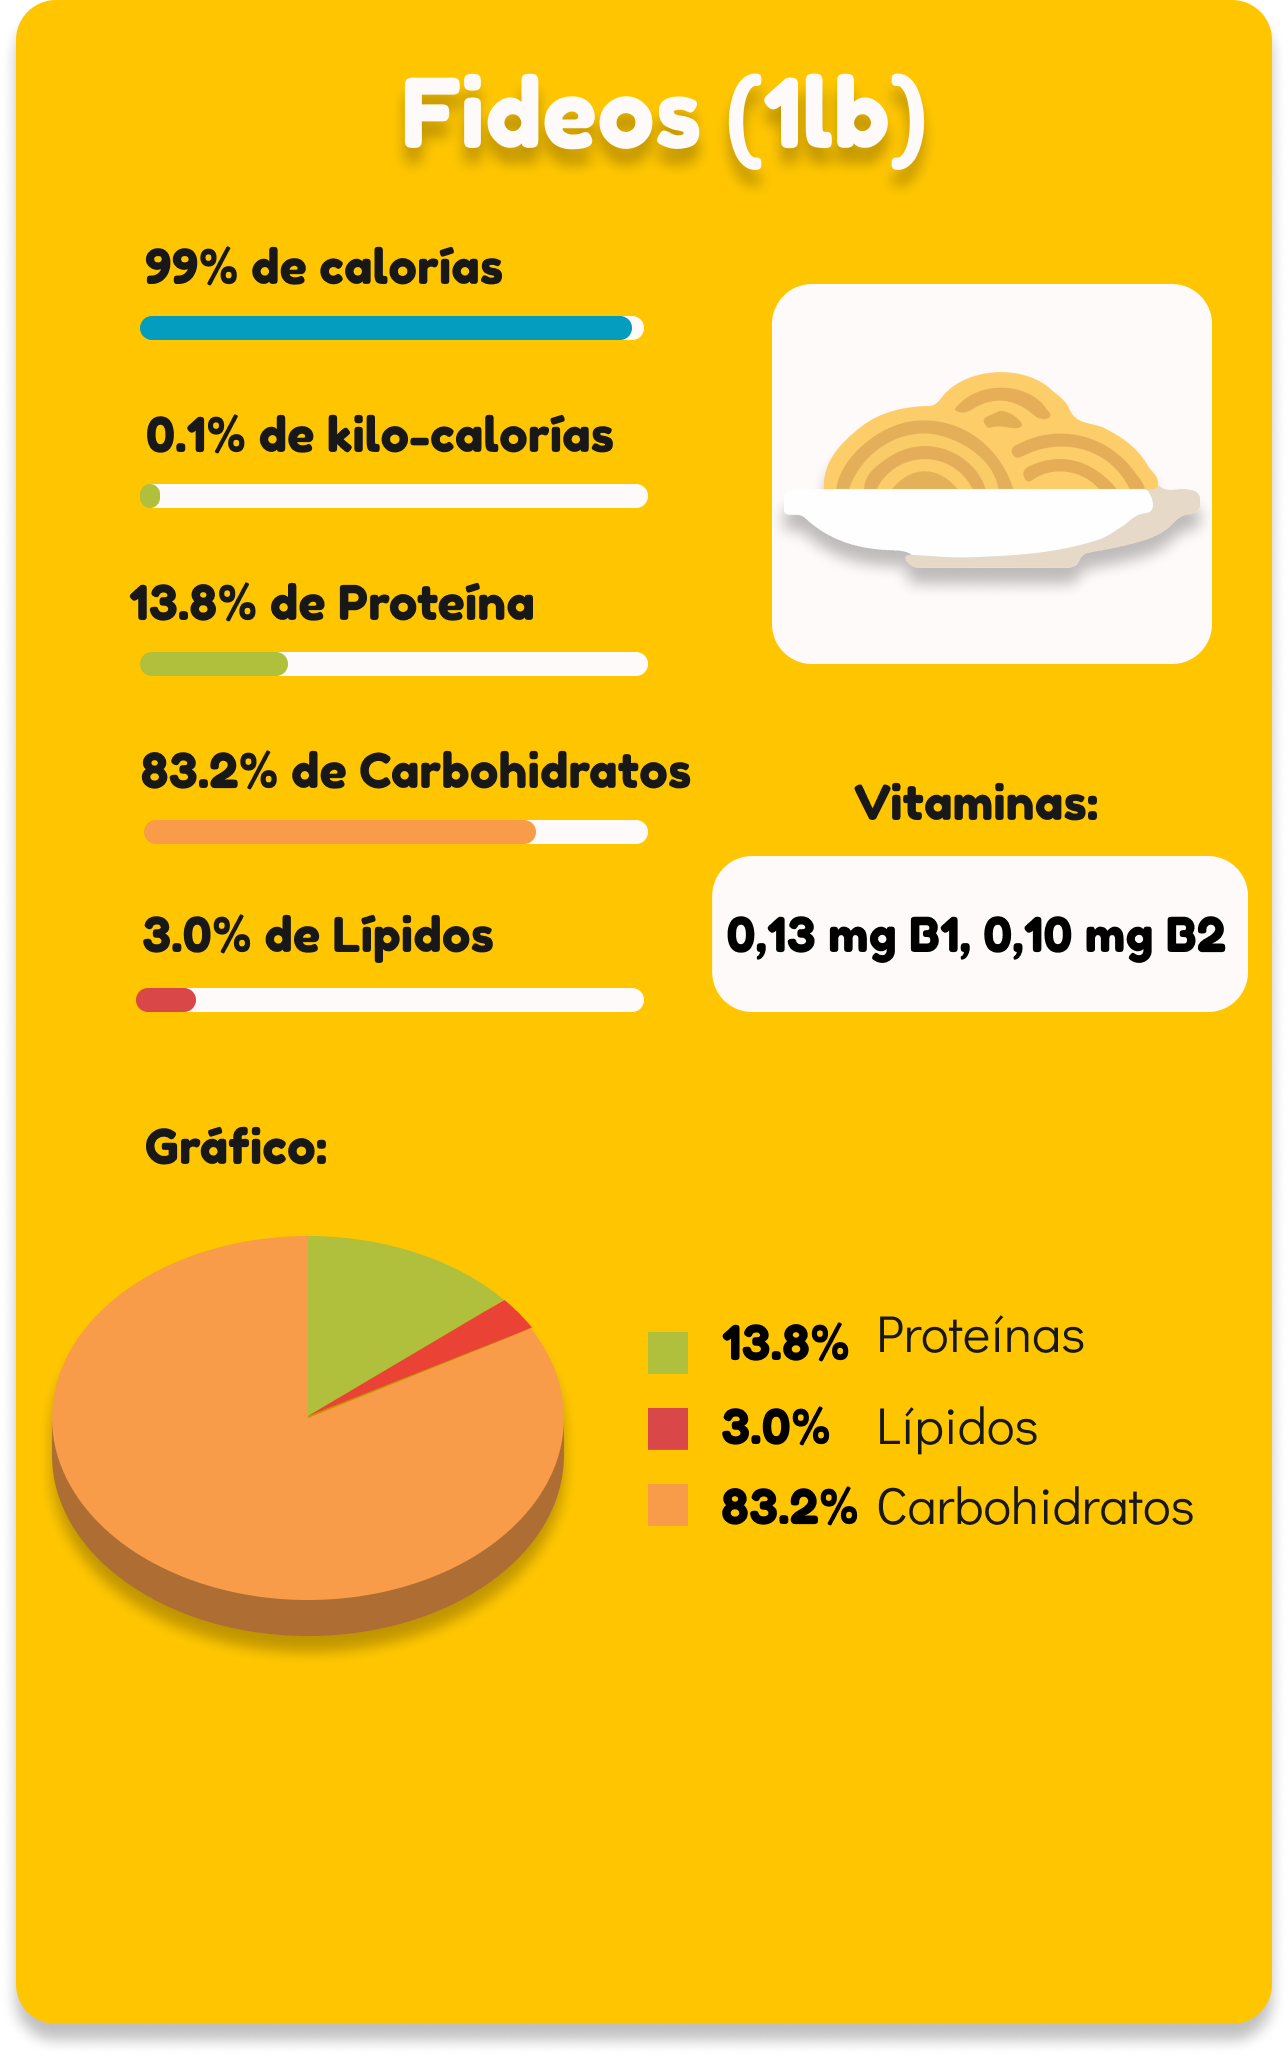 Fideos (1lb)
99% de calorías
0.1% de kilo-calorías
13.8% de Proteína
83.2% de Carbohidratos
3.0% de Lípidos
Vitaminas:
0,13 mg B1, 0,10 mg B2
Gráfico:
13.8% Proteínas
3.0% Lípidos
83.2% Carbohidratos